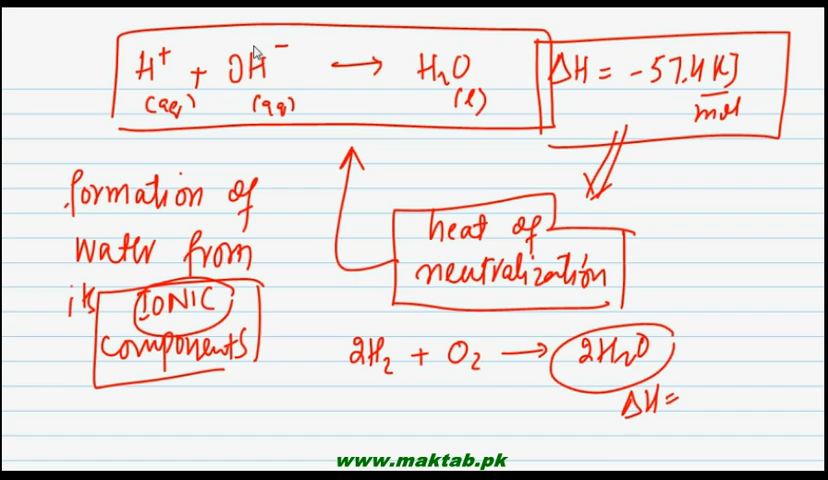 H⁺ + OH⁻ → H₂O ΔH = -57.4 KJ
(aq) (aq) (l) mol
formation of
water from
its IONIC
components
heat of
neutralization
2H₂ + O₂ → 2H₂O
ΔH =
www.maktab.pk